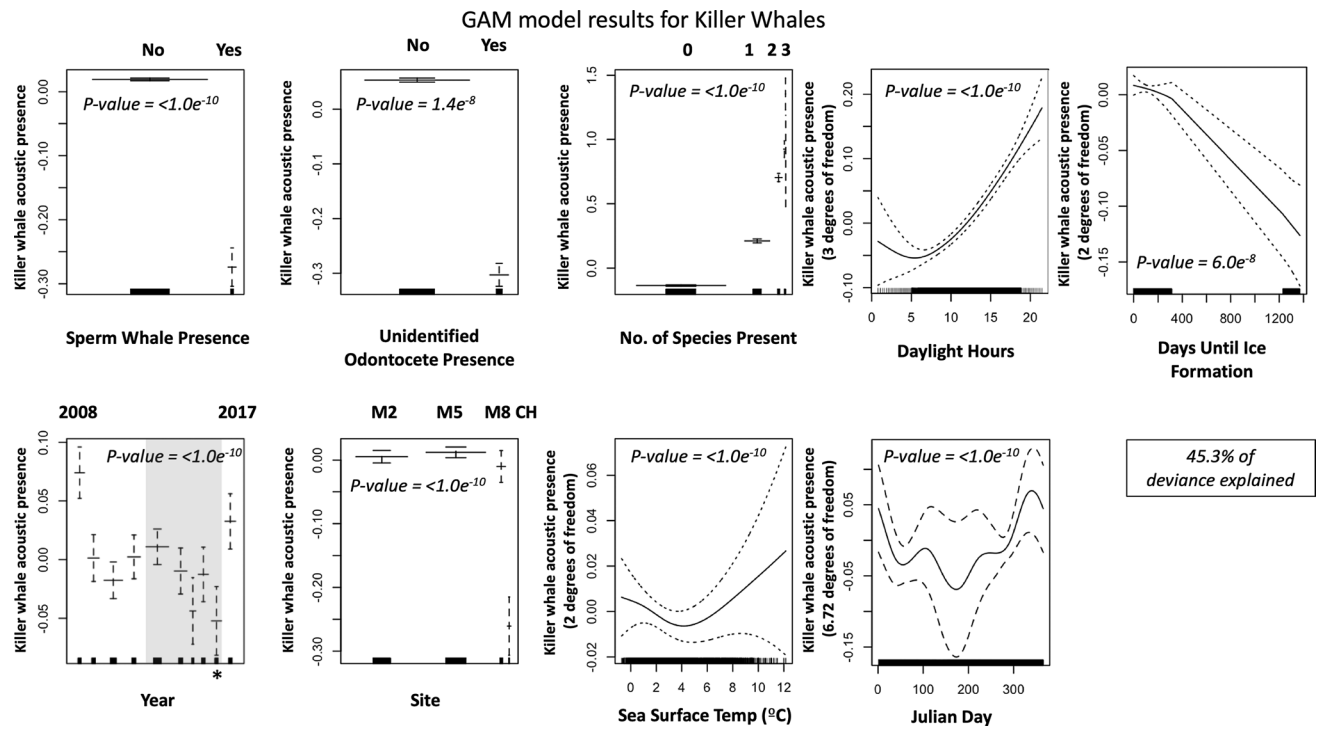 GAM model results for Killer Whales
No Yes
Killer whale acoustic presence
0.00
-0.10
-0.20
-0.30
P-value = <1.0e-10
Sperm Whale Presence
No Yes
Killer whale acoustic presence
0.0
-0.1
-0.2
-0.3
P-value = 1.4e-8
Unidentified
Odontocete Presence
0 1 2 3
Killer whale acoustic presence
1.5
1.0
0.5
0.0
P-value = <1.0e-10
No. of Species Present
Killer whale acoustic presence
(3 degrees of freedom)
0.20
0.10
0.00
-0.10
P-value = <1.0e-10
0 5 10 15 20
Daylight Hours
Killer whale acoustic presence
(2 degrees of freedom)
0.00
-0.05
-0.10
-0.15
P-value = 6.0e-8
0 400 800 1200
Days Until Ice
Formation
2008 2017
Killer whale acoustic presence
0.10
0.05
0.00
-0.05
P-value = <1.0e-10
*
Year
M2 M5 M8 CH
Killer whale acoustic presence
0.00
-0.10
-0.20
-0.30
P-value = <1.0e-10
Site
Killer whale acoustic presence
(2 degrees of freedom)
0.06
0.04
0.02
0.00
-0.02
P-value = <1.0e-10
0 2 4 6 8 10 12
Sea Surface Temp (ºC)
Killer whale acoustic presence
(6.72 degrees of freedom)
0.05
-0.05
-0.15
P-value = <1.0e-10
0 100 200 300
Julian Day
45.3% of
deviance explained